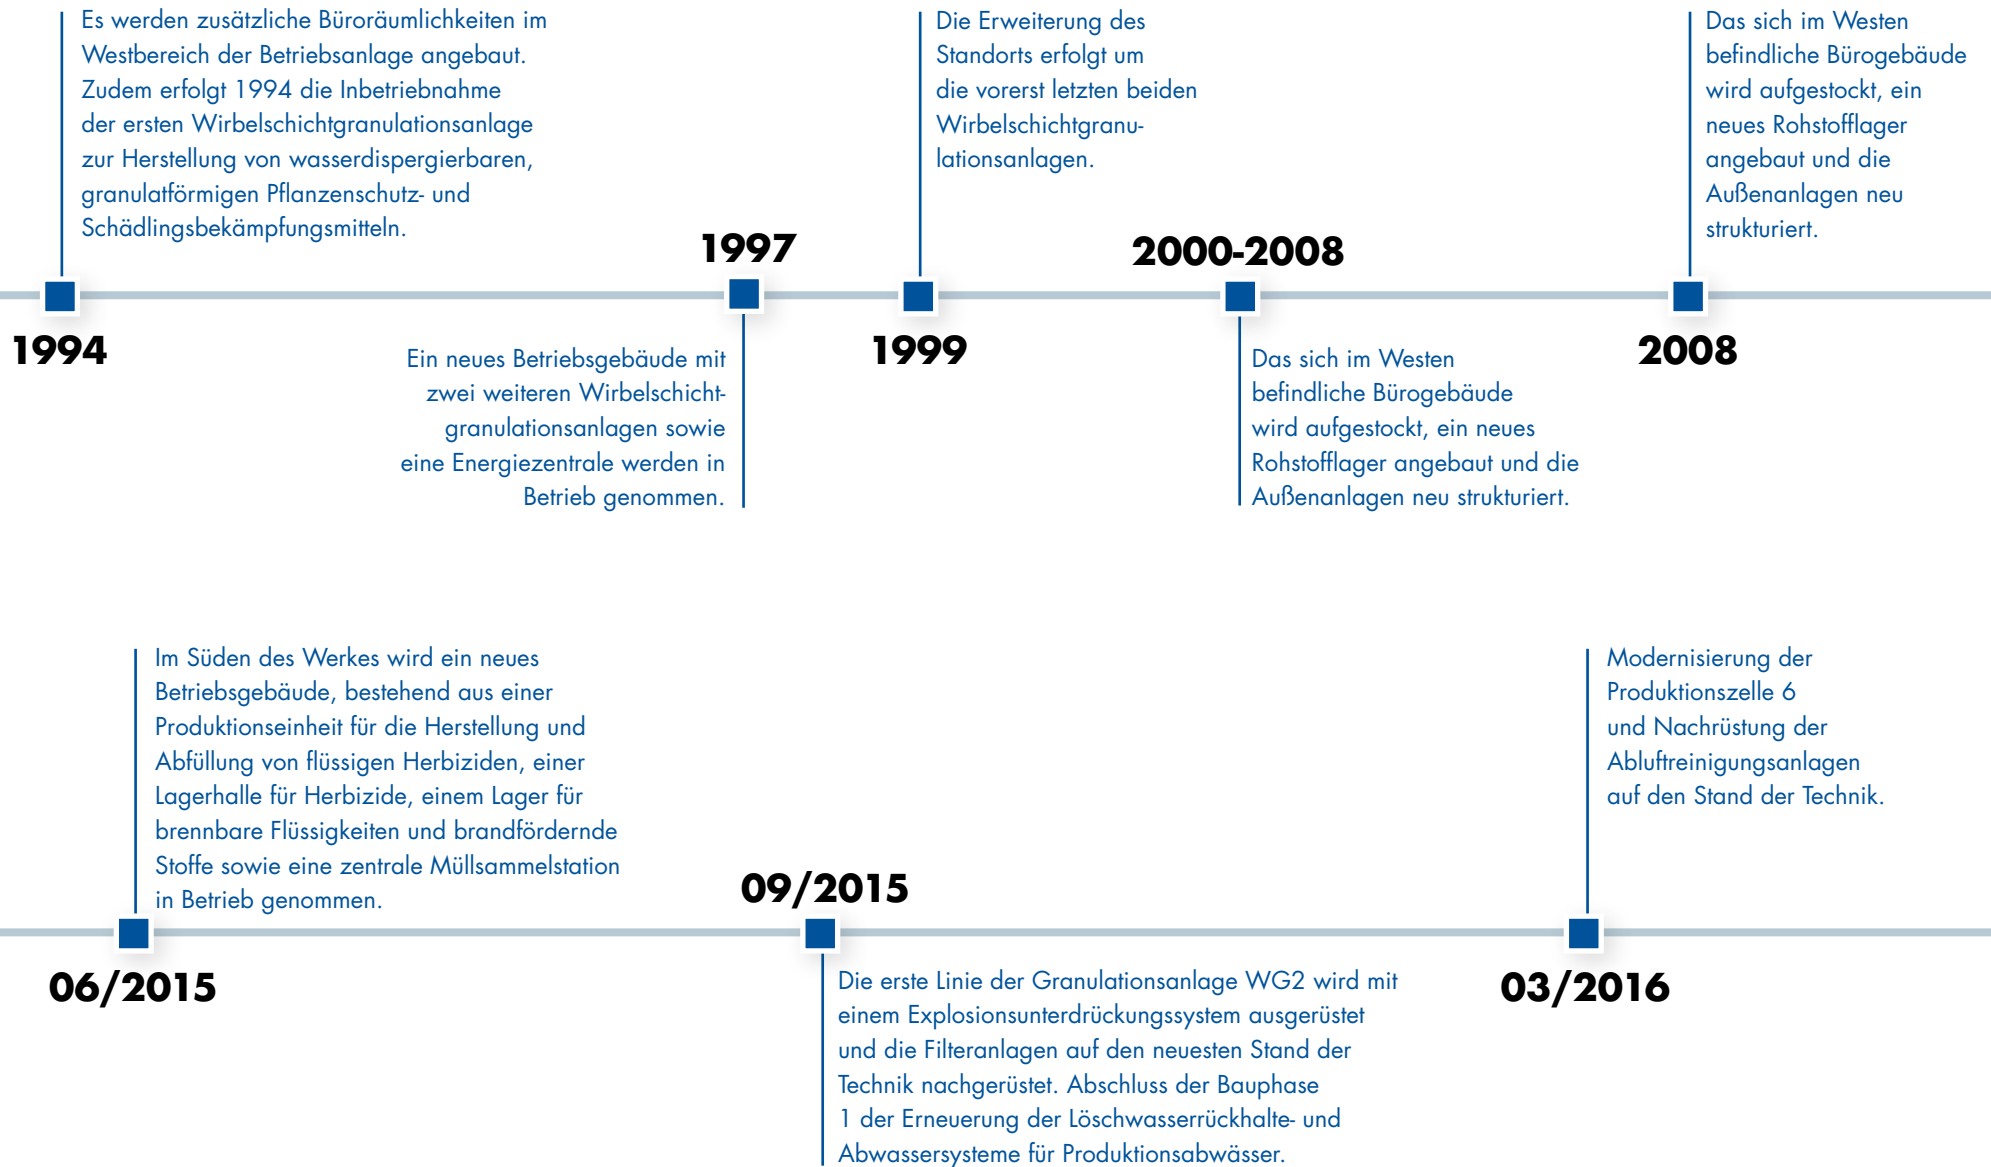 Es werden zusätzliche Büroräumlichkeiten im
Westbereich der Betriebsanlage angebaut.
Zudem erfolgt 1994 die Inbetriebnahme
der ersten Wirbelschichtgranulationsanlage
zur Herstellung von wasserdispergierbaren,
granulatförmigen Pflanzenschutz- und
Schädlingsbekämpfungsmitteln.
1994
1997
Ein neues Betriebsgebäude mit
zwei weiteren Wirbelschicht-
granulationsanlagen sowie
eine Energiezentrale werden in
Betrieb genommen.
Die Erweiterung des
Standorts erfolgt um
die vorerst letzten beiden
Wirbelschichtgranu-
lationsanlagen.
1999
2000-2008
Das sich im Westen
befindliche Bürogebäude
wird aufgestockt, ein neues
Rohstofflager angebaut und die
Außenanlagen neu strukturiert.
Das sich im Westen
befindliche Bürogebäude
wird aufgestockt, ein
neues Rohstofflager
angebaut und die
Außenanlagen neu
strukturiert.
2008
Im Süden des Werkes wird ein neues
Betriebsgebäude, bestehend aus einer
Produktionseinheit für die Herstellung und
Abfüllung von flüssigen Herbiziden, einer
Lagerhalle für Herbizide, einem Lager für
brennbare Flüssigkeiten und brandfördernde
Stoffe sowie eine zentrale Müllsammelstation
in Betrieb genommen.
06/2015
09/2015
Die erste Linie der Granulationsanlage WG2 wird mit
einem Explosionsunterdrückungssystem ausgerüstet
und die Filteranlagen auf den neuesten Stand der
Technik nachgerüstet. Abschluss der Bauphase
1 der Erneuerung der Löschwasserrückhalte- und
Abwassersysteme für Produktionsabwässer.
Modernisierung der
Produktionszelle 6
und Nachrüstung der
Abluftreinigungsanlagen
auf den Stand der Technik.
03/2016